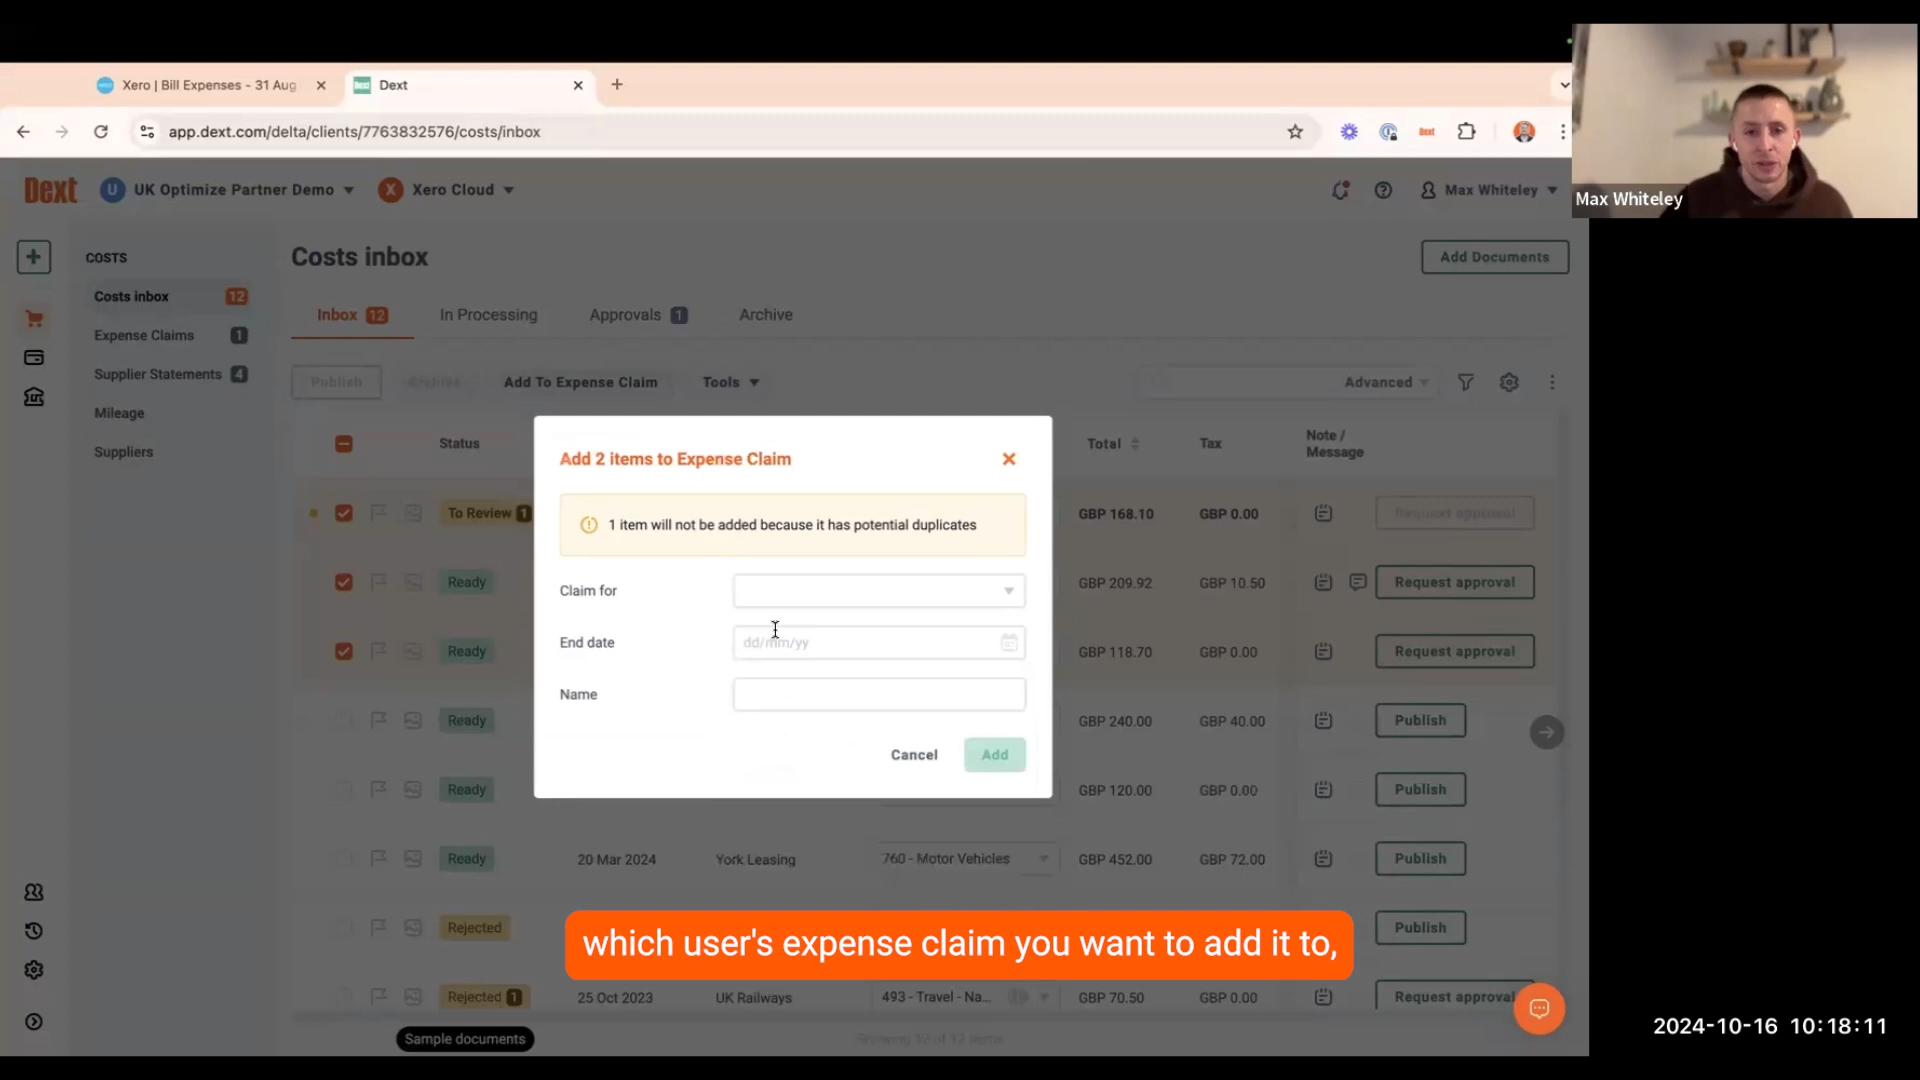 Xero | Bill Expenses - 31 Aug
Dext
app.dext.com/delta/clients/7763832576/costs/inbox
Dext
Max Whiteley
Dext
U
UK Optimize Partner Demo
X
Xero Cloud
Max Whiteley
COSTS
Costs inbox 12
Expense Claims 1
Supplier Statements 4
Mileage
Suppliers
Costs inbox
Add Documents
Inbox 12
In Processing
Approvals 1
Archive
Publish
Archive
Add To Expense Claim
Tools
Advanced
Status
Total
Tax
Note /
Message
Add 2 items to Expense Claim
1 item will not be added because it has potential duplicates
Claim for
End date
dd/mm/yy
Name
Cancel
Add
To Review 1
GBP 168.10
GBP 0.00
Request approval
Ready
GBP 209.92
GBP 10.50
Request approval
Ready
GBP 118.70
GBP 0.00
Request approval
Ready
GBP 240.00
GBP 40.00
Publish
Ready
GBP 120.00
GBP 0.00
Publish
Ready
20 Mar 2024
York Leasing
760 - Motor Vehicles
GBP 452.00
GBP 72.00
Publish
Rejected
Publish
which user's expense claim you want to add it to,
Rejected 1
25 Oct 2023
UK Railways
493 - Travel - Na...
GBP 70.50
GBP 0.00
Request approval
Sample documents
Showing 12 of 12 items
2024-10-16 10:18:11